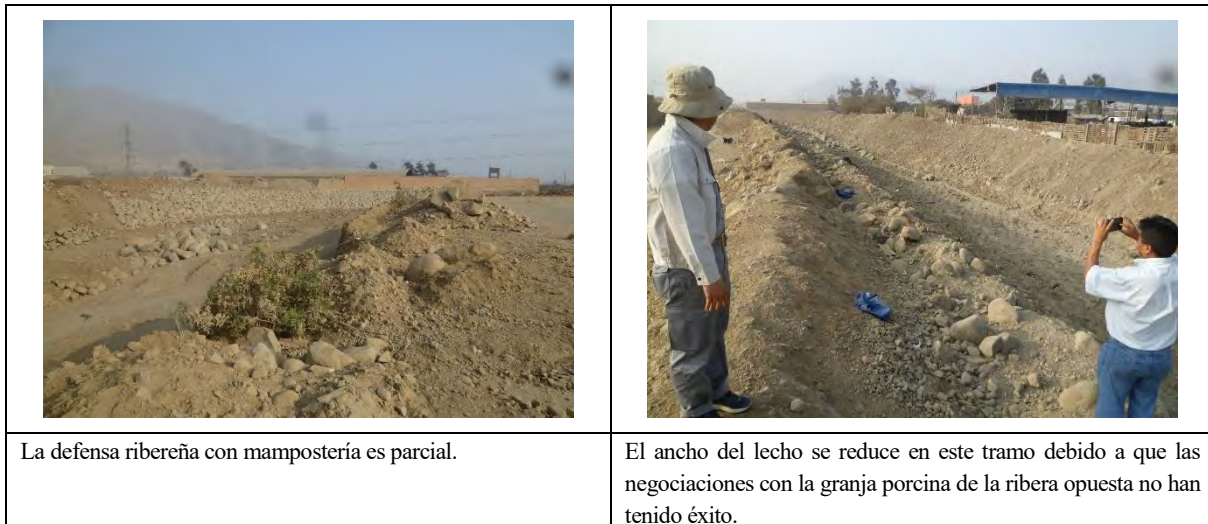 La defensa ribereña con mampostería es parcial.
El ancho del lecho se reduce en este tramo debido a que las
negociaciones con la granja porcina de la ribera opuesta no han
tenido éxito.